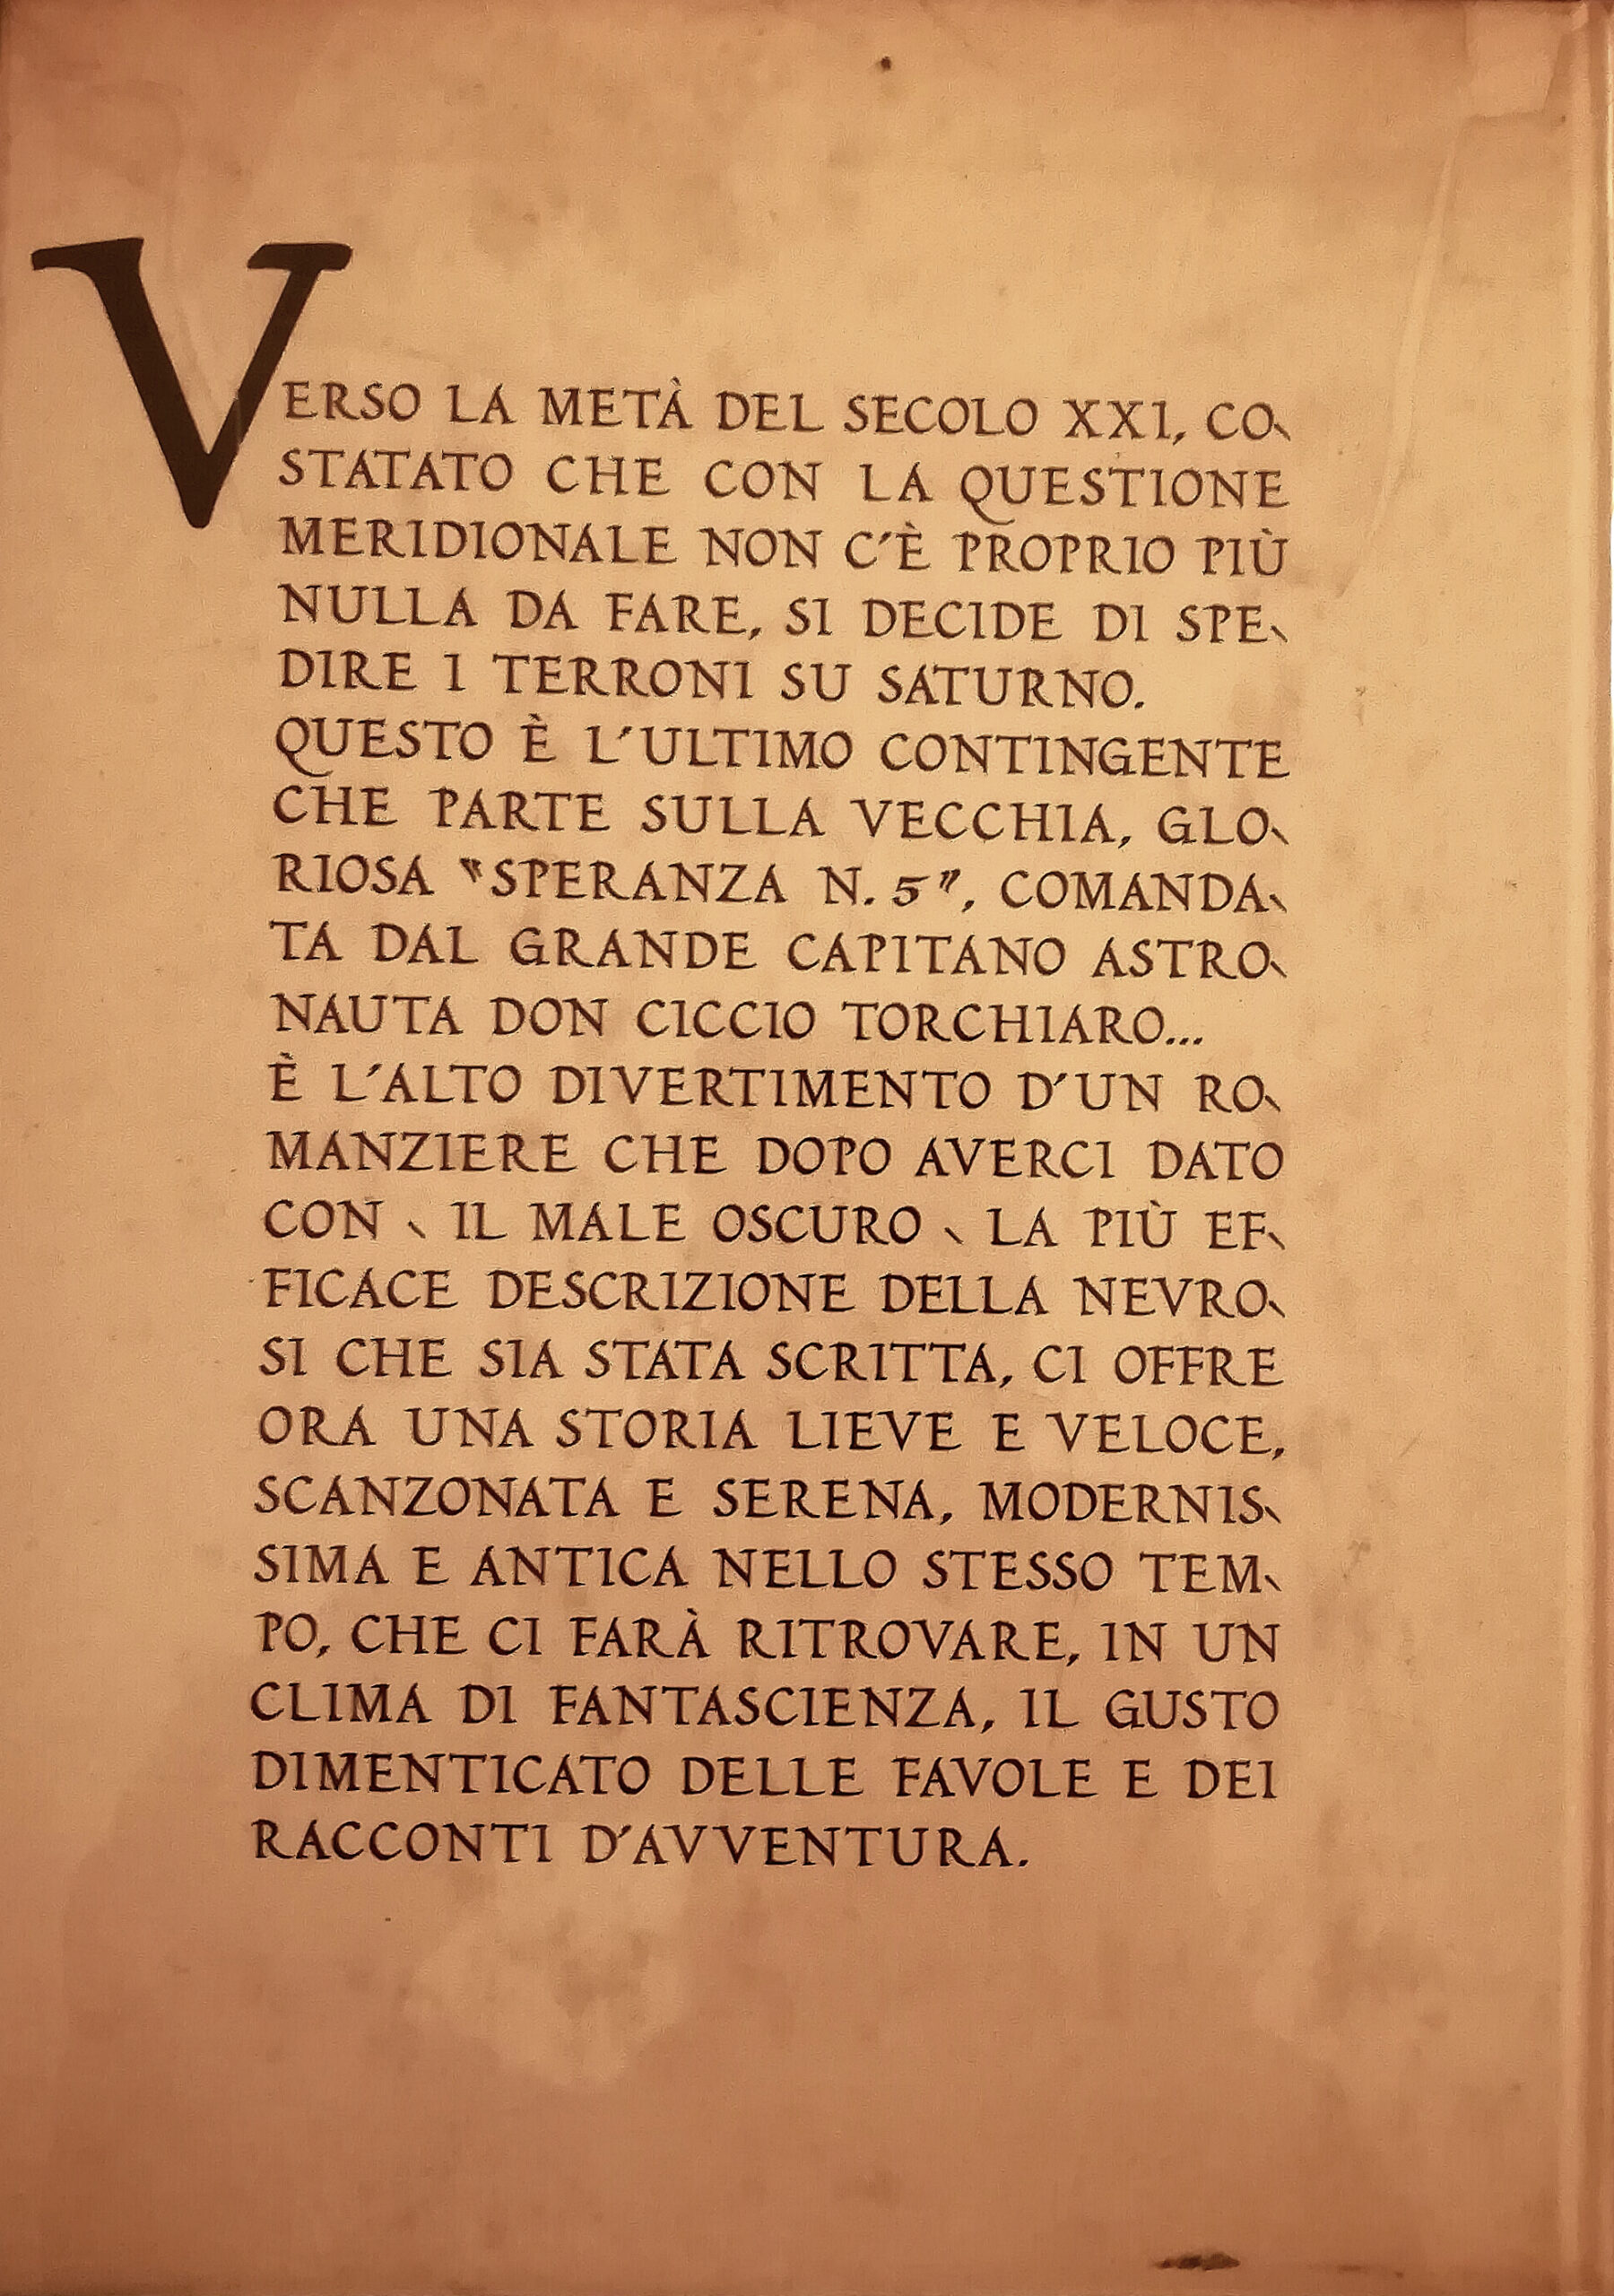 VERSO LA METÀ DEL SECOLO XXI, CO-
STATATO CHE CON LA QUESTIONE
MERIDIONALE NON C'È PROPRIO PIÙ
NULLA DA FARE, SI DECIDE DI SPE-
DIRE I TERRONI SU SATURNO.
QUESTO È L'ULTIMO CONTINGENTE
CHE PARTE SULLA VECCHIA, GLO-
RIOSA "SPERANZA N. 5", COMANDA-
TA DAL GRANDE CAPITANO ASTRO-
NAUTA DON CICCIO TORCHIARO...
È L'ALTO DIVERTIMENTO D'UN RO-
MANZIERE CHE DOPO AVERCI DATO
CON - IL MALE OSCURO - LA PIÙ EF-
FICACE DESCRIZIONE DELLA NEVRO-
SI CHE SIA STATA SCRITTA, CI OFFRE
ORA UNA STORIA LIEVE E VELOCE,
SCANZONATA E SERENA, MODERNIS-
SIMA E ANTICA NELLO STESSO TEM-
PO, CHE CI FARÀ RITROVARE, IN UN
CLIMA DI FANTASCIENZA, IL GUSTO
DIMENTICATO DELLE FAVOLE E DEI
RACCONTI D'AVVENTURA.